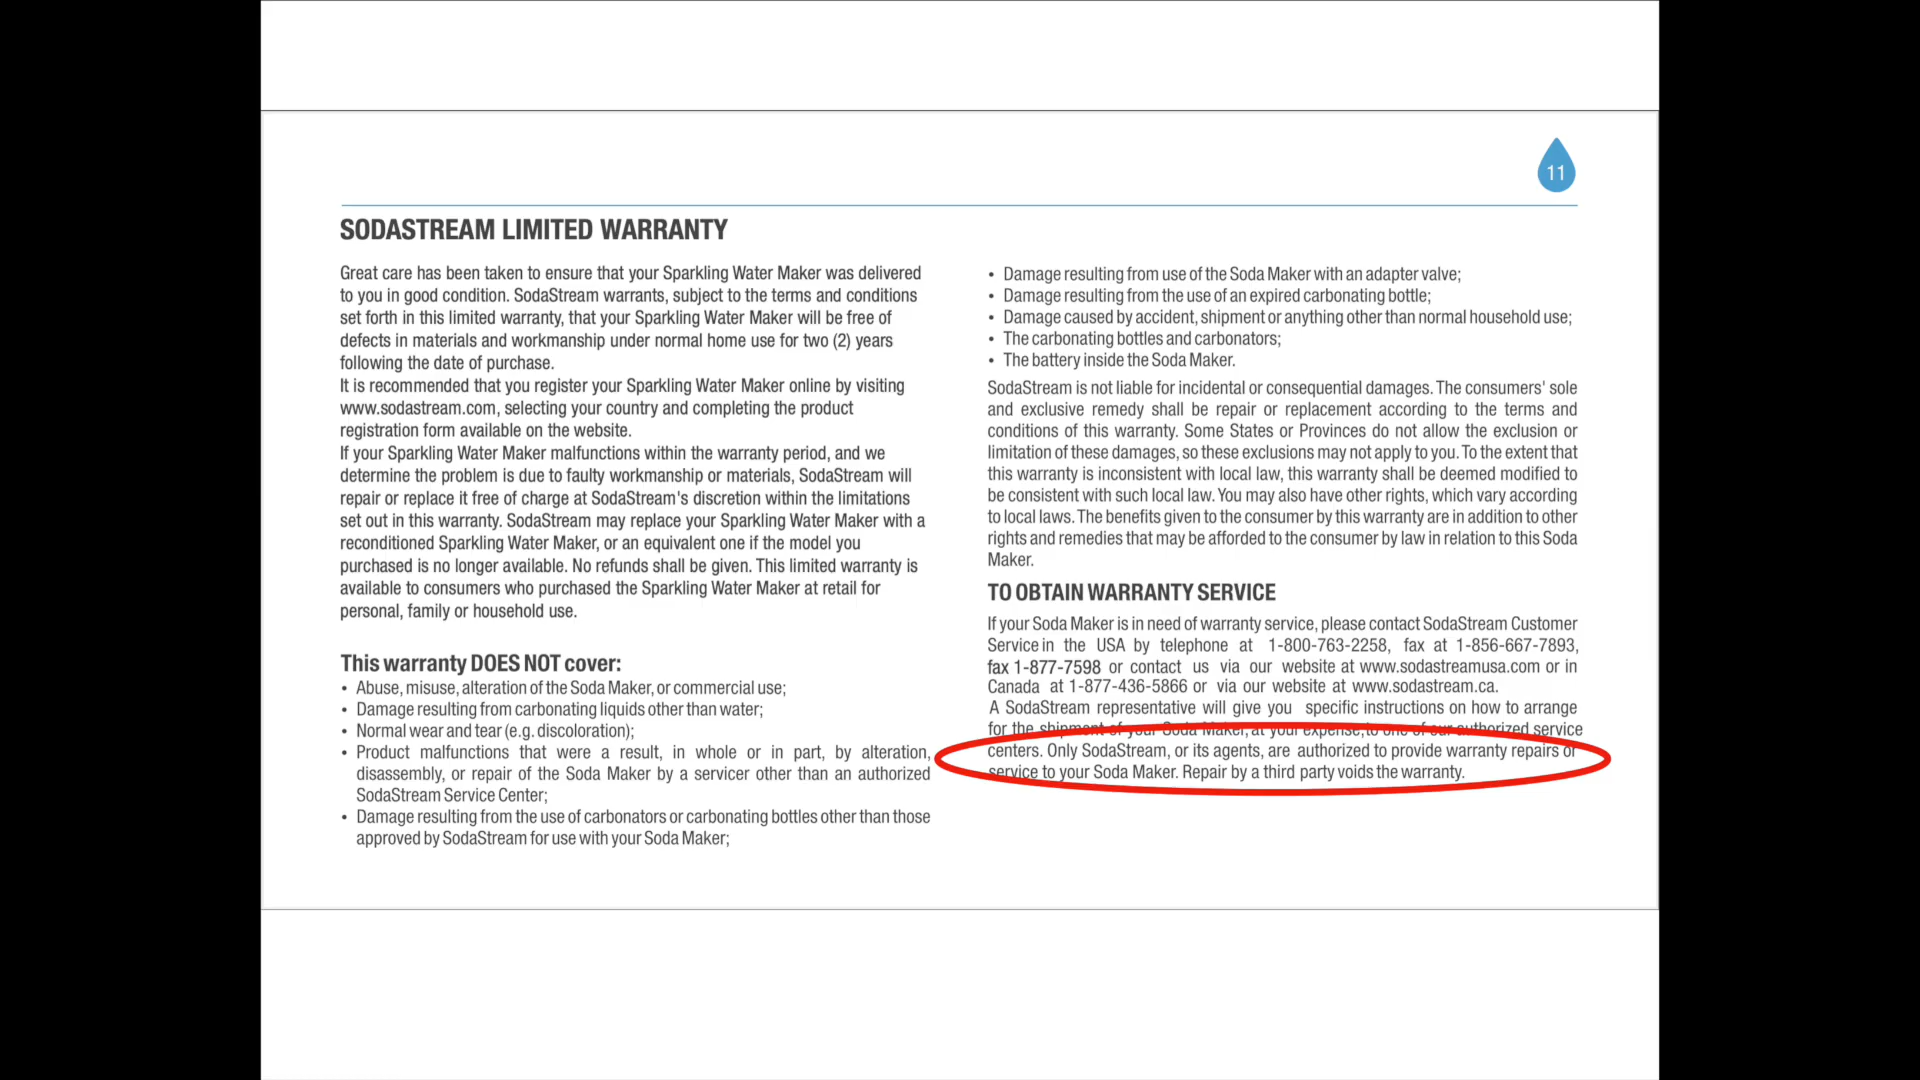 11
SODASTREAM LIMITED WARRANTY
Great care has been taken to ensure that your Sparkling Water Maker was delivered
to you in good condition. SodaStream warrants, subject to the terms and conditions
set forth in this limited warranty, that your Sparkling Water Maker will be free of
defects in materials and workmanship under normal home use for two (2) years
following the date of purchase.
It is recommended that you register your Sparkling Water Maker online by visiting
www.sodastream.com, selecting your country and completing the product
registration form available on the website.
If your Sparkling Water Maker malfunctions within the warranty period, and we
determine the problem is due to faulty workmanship or materials, SodaStream will
repair or replace it free of charge at SodaStream's discretion within the limitations
set out in this warranty. SodaStream may replace your Sparkling Water Maker with a
reconditioned Sparkling Water Maker, or an equivalent one if the model you
purchased is no longer available. No refunds shall be given. This limited warranty is
available to consumers who purchased the Sparkling Water Maker at retail for
personal, family or household use.
This warranty DOES NOT cover:
• Abuse, misuse, alteration of the Soda Maker, or commercial use;
• Damage resulting from carbonating liquids other than water;
• Normal wear and tear (e.g. discoloration);
• Product malfunctions that were a result, in whole or in part, by alteration,
disassembly, or repair of the Soda Maker by a servicer other than an authorized
SodaStream Service Center;
• Damage resulting from the use of carbonators or carbonating bottles other than those
approved by SodaStream for use with your Soda Maker;
• Damage resulting from use of the Soda Maker with an adapter valve;
• Damage resulting from the use of an expired carbonating bottle;
• Damage caused by accident, shipment or anything other than normal household use;
• The carbonating bottles and carbonators;
• The battery inside the Soda Maker.
SodaStream is not liable for incidental or consequential damages. The consumers' sole
and exclusive remedy shall be repair or replacement according to the terms and
conditions of this warranty. Some States or Provinces do not allow the exclusion or
limitation of these damages, so these exclusions may not apply to you. To the extent that
this warranty is inconsistent with local law, this warranty shall be deemed modified to
be consistent with such local law. You may also have other rights, which vary according
to local laws. The benefits given to the consumer by this warranty are in addition to other
rights and remedies that may be afforded to the consumer by law in relation to this Soda
Maker.
TO OBTAIN WARRANTY SERVICE
If your Soda Maker is in need of warranty service, please contact SodaStream Customer
Service in the USA by telephone at 1-800-763-2258, fax at 1-856-667-7893,
fax 1-877-7598 or contact us via our website at www.sodastreamusa.com or in
Canada at 1-877-436-5866 or via our website at www.sodastream.ca.
A SodaStream representative will give you specific instructions on how to arrange
for the shipment of your Soda Maker, at your expense, to one of our authorized service
centers. Only SodaStream, or its agents, are authorized to provide warranty repairs or
service to your Soda Maker. Repair by a third party voids the warranty.